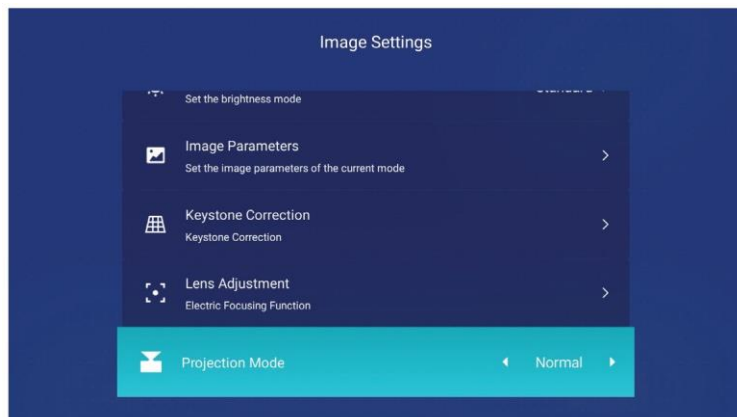 Image Settings
Set the brightness mode
Image Parameters
Set the image parameters of the current mode
Keystone Correction
Keystone Correction
Lens Adjustment
Electric Focusing Function
Projection Mode
Normal